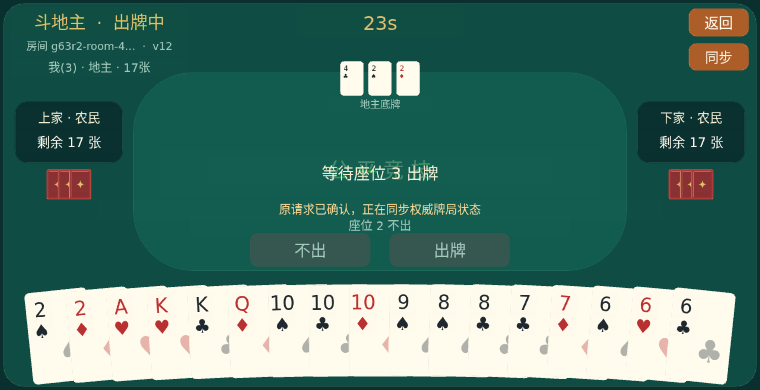 斗地主 · 出牌中
房间 g63r2-room-4... · v12
我(3) · 地主 · 17张
23s
返回
同步
4 2 2
地主底牌
上家 · 农民
剩余 17 张
下家 · 农民
剩余 17 张
等待座位 3 出牌
原请求已确认，正在同步权威牌局状态
座位 2 不出
不出
出牌
2 2 A K K Q 10 10 10 9 8 8 7 7 6 6 6